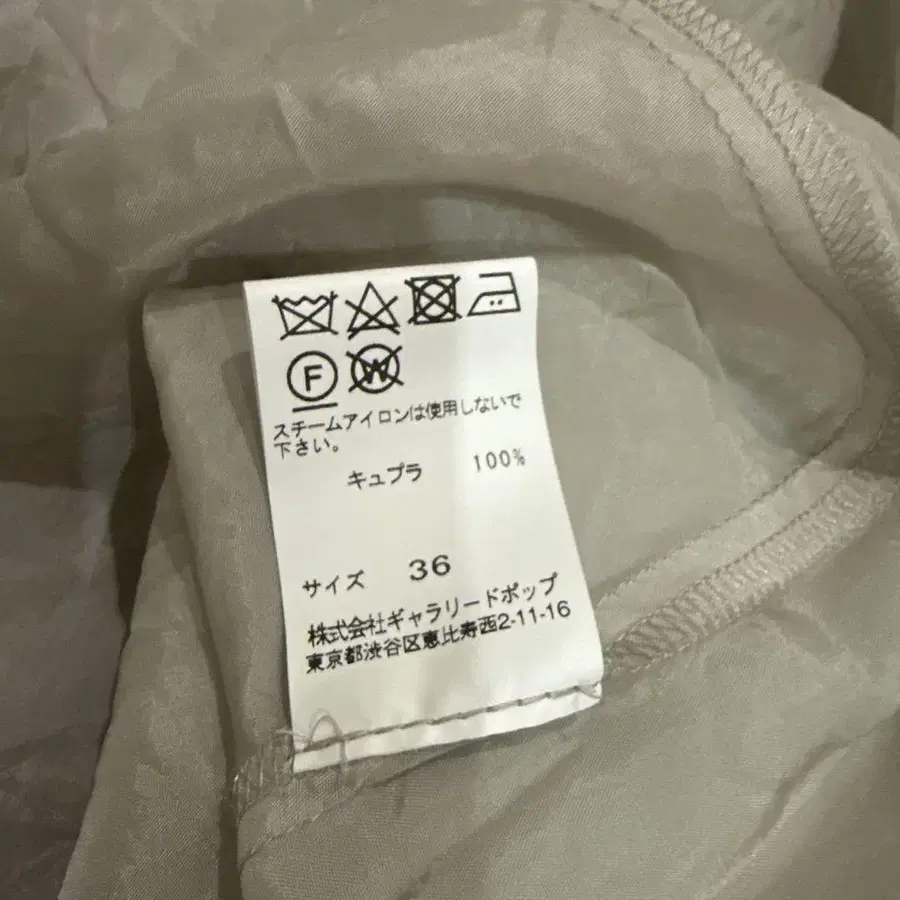 F W
スチームアイロンは使用しないで
下さい。
キュプラ 100%
サイズ 36
株式会社ギャラリードポップ
東京都渋谷区恵比寿西2-11-16